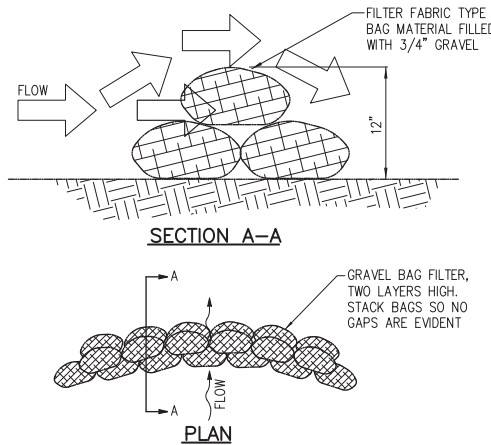 FILTER FABRIC TYPE
BAG MATERIAL FILLED
WITH 3/4" GRAVEL
FLOW
12"
SECTION A-A
A
GRAVEL BAG FILTER,
TWO LAYERS HIGH.
STACK BAGS SO NO
GAPS ARE EVIDENT
FLOW
A
PLAN